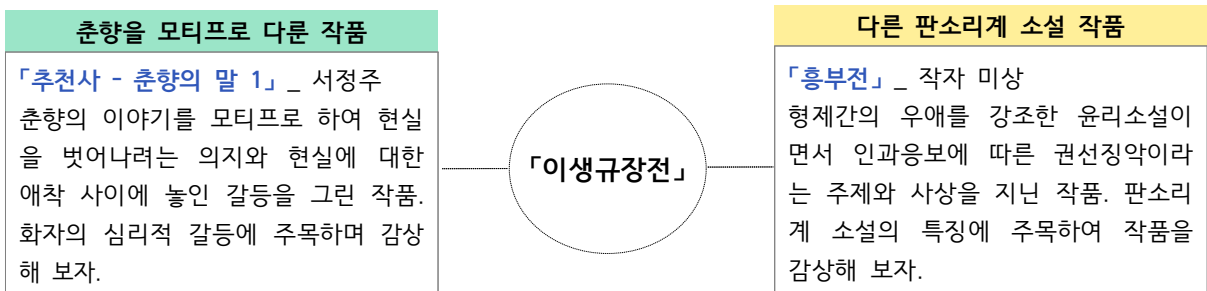 춘향을 모티프로 다룬 작품
「추천사 - 춘향의 말 1」 _ 서정주
춘향의 이야기를 모티프로 하여 현실
을 벗어나려는 의지와 현실에 대한
애착 사이에 놓인 갈등을 그린 작품.
화자의 심리적 갈등에 주목하며 감상
해 보자.
「이생규장전」
다른 판소리계 소설 작품
「흥부전」 _ 작자 미상
형제간의 우애를 강조한 윤리소설이
면서 인과응보에 따른 권선징악이라
는 주제와 사상을 지닌 작품. 판소리
계 소설의 특징에 주목하여 작품을
감상해 보자.